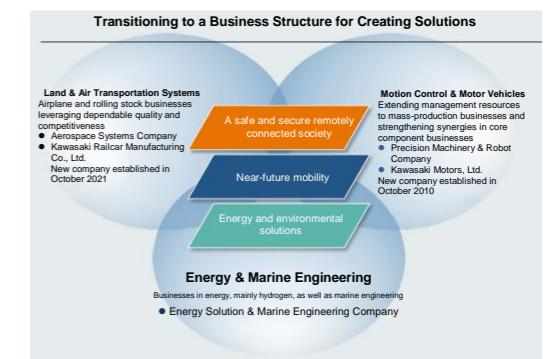 Transitioning to a Business Structure for Creating Solutions
Land & Air Transportation Systems
Airplane and rolling stock businesses
leveraging dependable quality and
competitiveness
● Aerospace Systems Company
● Kawasaki Railcar Manufacturing
Co., Ltd.
New company established in
October 2021
A safe and secure remotely
connected society
Near-future mobility
Energy and environmental
solutions
Motion Control & Motor Vehicles
Extending management resources
to mass-production businesses and
strengthening synergies in core
component businesses
● Precision Machinery & Robot
Company
● Kawasaki Motors, Ltd.
New company established in
October 2010
Energy & Marine Engineering
Businesses in energy, mainly hydrogen, as well as marine engineering
● Energy Solution & Marine Engineering Company